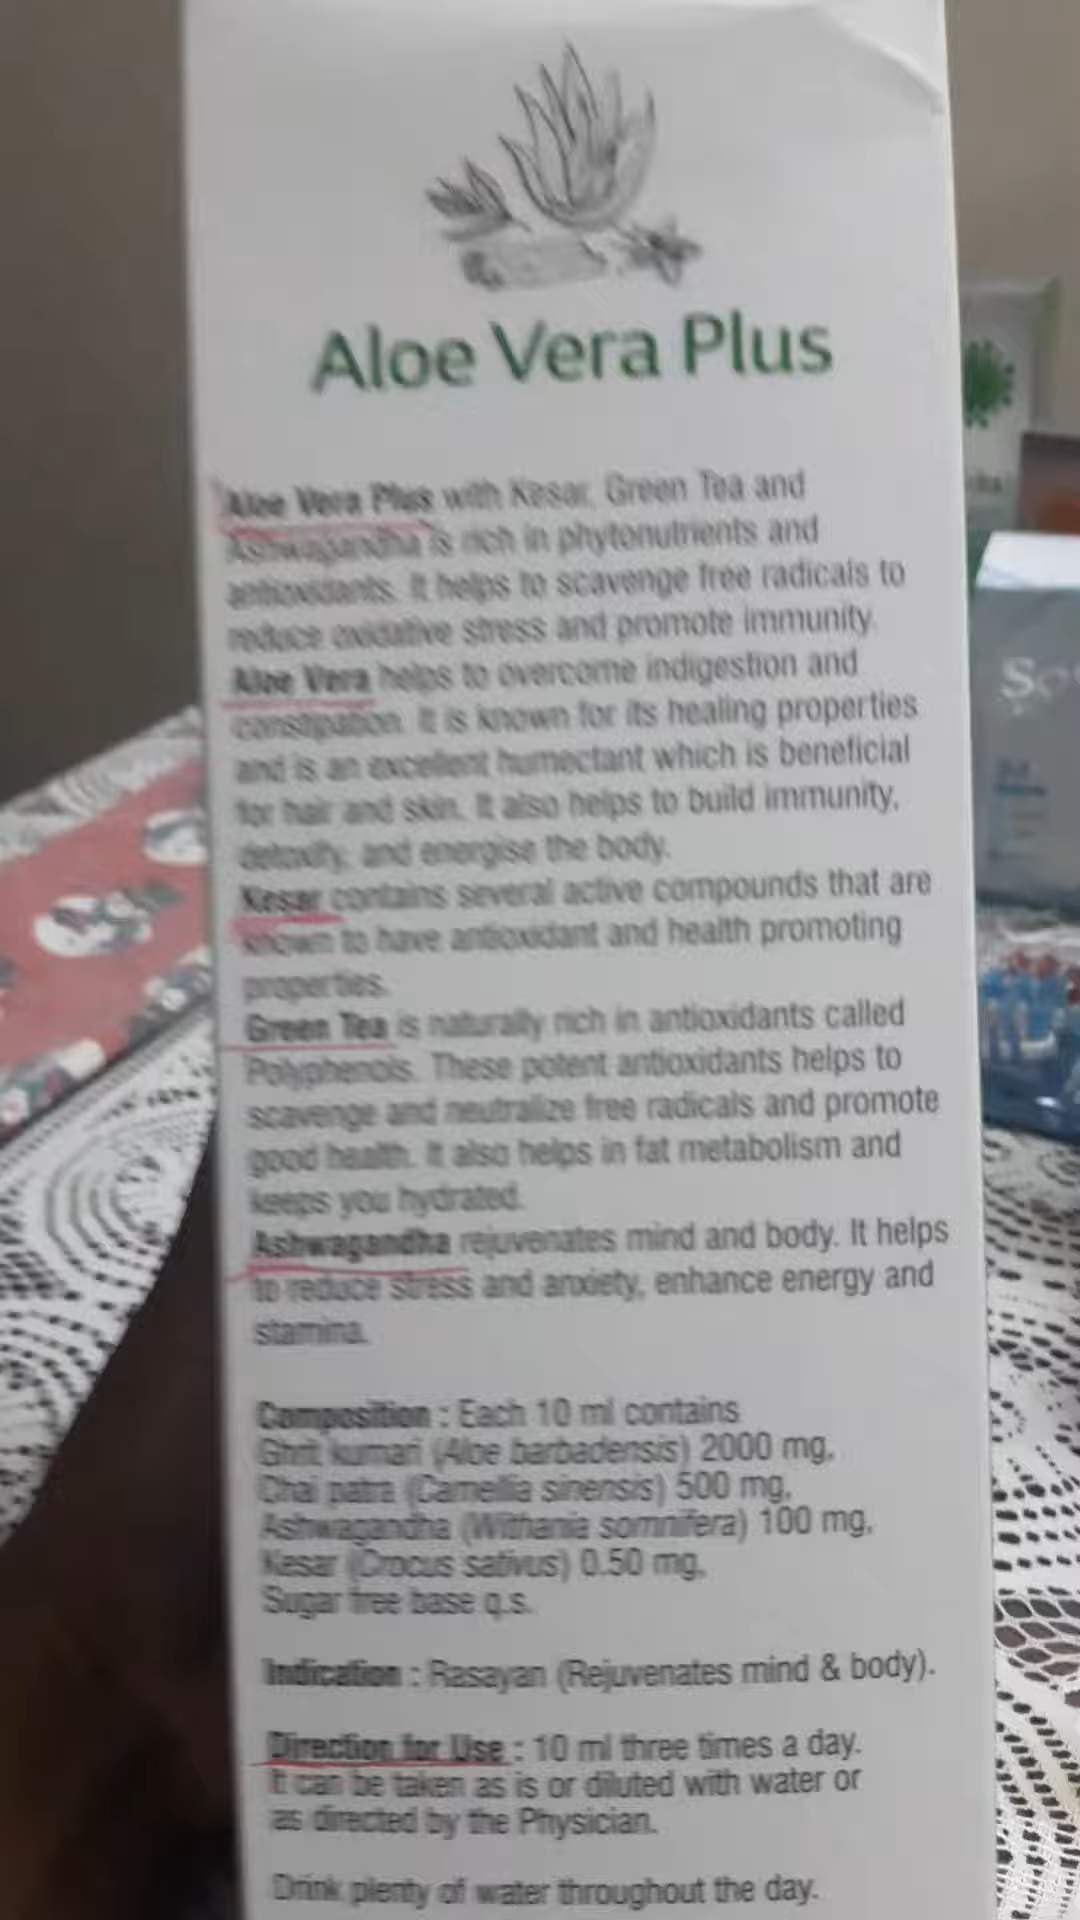 Aloe Vera Plus
Aloe Vera Plus with Kesar, Green Tea and
Ashwagandha is rich in phytonutrients and
antioxidants. It helps to scavenge free radicals to
reduce oxidative stress and promote immunity.
Aloe Vera helps to overcome indigestion and
constipation. It is known for its healing properties
and is an excellent humectant which is beneficial
for hair and skin. It also helps to build immunity,
detoxify, and energise the body.
Kesar contains several active compounds that are
known to have antioxidant and health promoting
properties.
Green Tea is naturally rich in antioxidants called
Polyphenols. These potent antioxidants helps to
scavenge and neutralize free radicals and promote
good health. It also helps in fat metabolism and
keeps you hydrated.
Ashwagandha rejuvenates mind and body. It helps
to reduce stress and anxiety, enhance energy and
stamina.
Composition : Each 10 ml contains
Ghrit kumari (Aloe barbadensis) 2000 mg,
Chai patra (Camellia sinensis) 500 mg,
Ashwagandha (Withania somnifera) 100 mg,
Kesar (Crocus sativus) 0.50 mg,
Sugar free base q.s.
Indication : Rasayan (Rejuvenates mind & body).
Direction for Use : 10 ml three times a day.
It can be taken as is or diluted with water or
as directed by the Physician.
Drink plenty of water throughout the day.